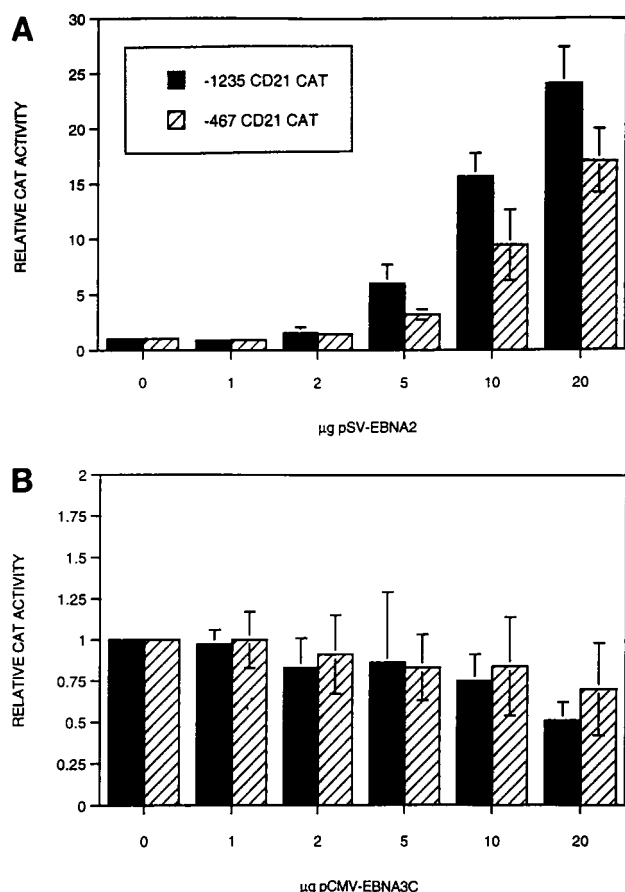 A
30
25
20
15
10
5
0
RELATIVE CAT ACTIVITY
-1235 CD21 CAT
-467 CD21 CAT
0 1 2 5 10 20
µg pSV-EBNA2
B
2
1.75
1.5
1.25
1
0.75
0.5
0.25
0
RELATIVE CAT ACTIVITY
0 1 2 5 10 20
µg pCMV-EBNA3C